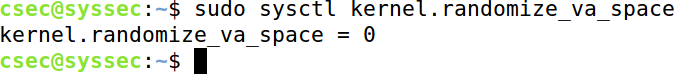 csec@syssec:~$ sudo sysctl kernel.randomize_va_space
kernel.randomize_va_space = 0
csec@syssec:~$